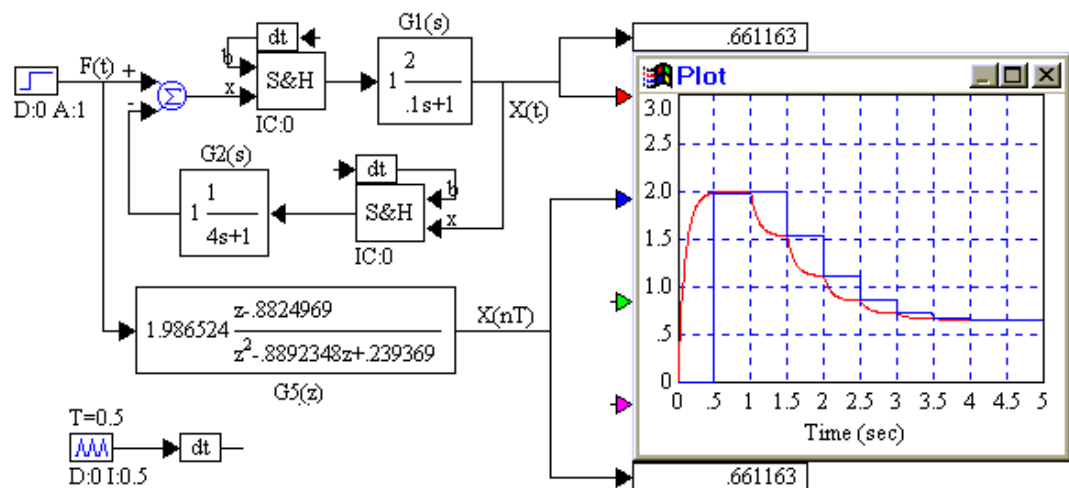 F(t)
+
-
D:0 A:1
Σ
x
b
dt
S&H
IC:0
G1(s)
1 2
.1s+1
X(t)
.661163
G2(s)
1 1
4s+1
dt
b
S&H
x
IC:0
1.986524 z-.8824969
z2-.8892348z+.239369
G5(z)
X(nT)
T=0.5
D:0 I:0.5
dt
Plot
3.0
2.5
2.0
1.5
1.0
.5
0
0 .5 1 1.5 2 2.5 3 3.5 4 4.5 5
Time (sec)
.661163